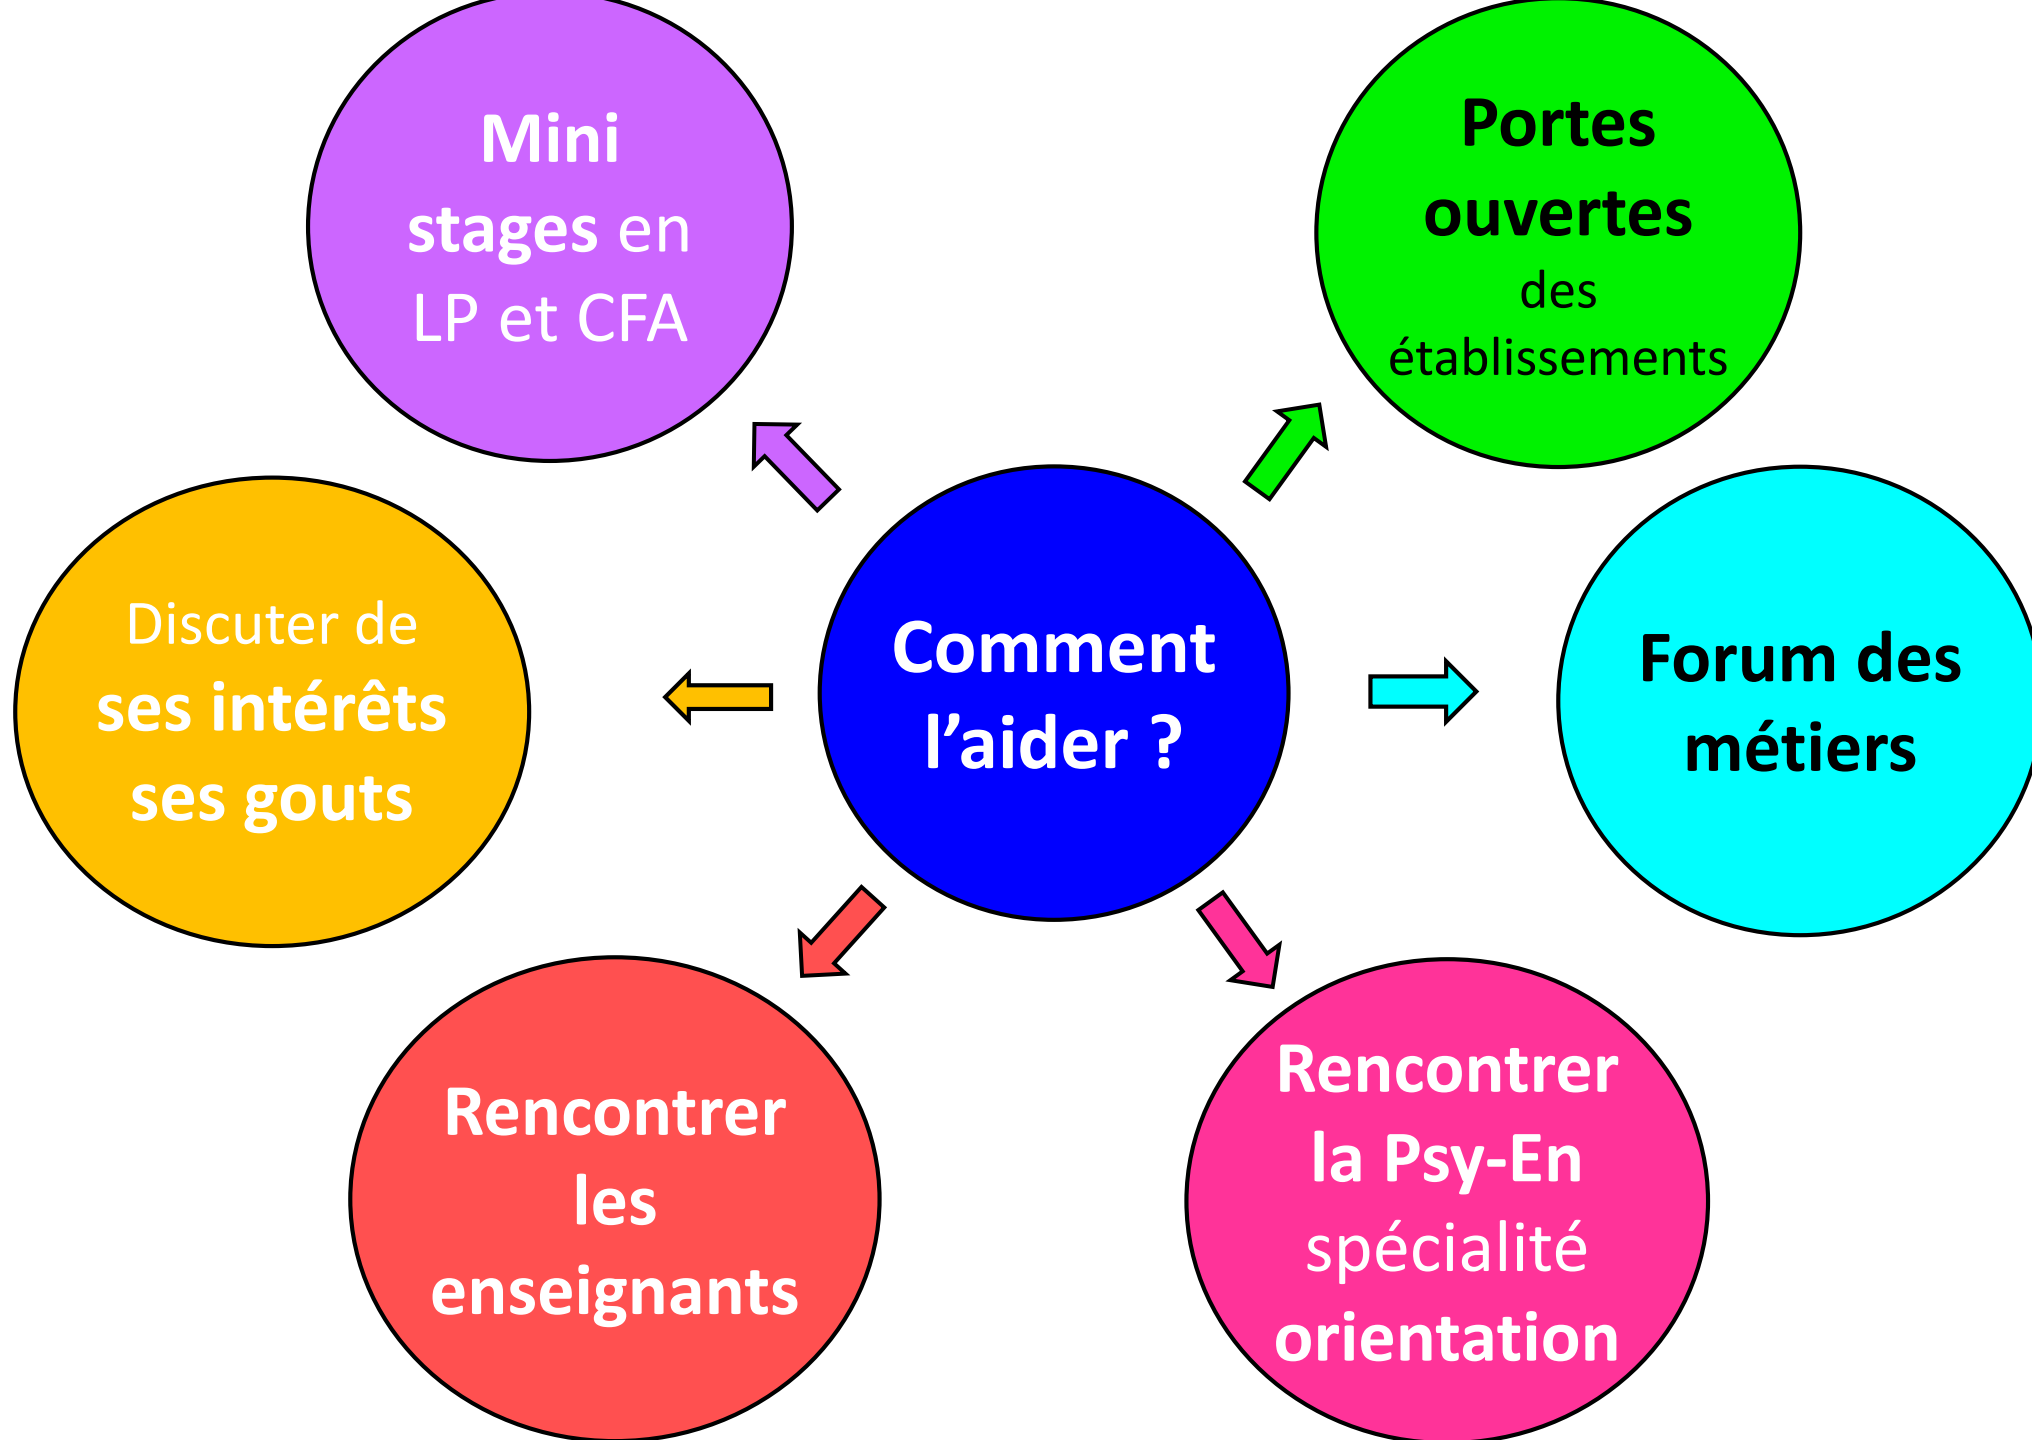 Mini
stages en
LP et CFA
Portes
ouvertes
des
établissements
Discuter de
ses intérêts
ses gouts
Comment
l’aider ?
Forum des
métiers
Rencontrer
les
enseignants
Rencontrer
la Psy-En
spécialité
orientation